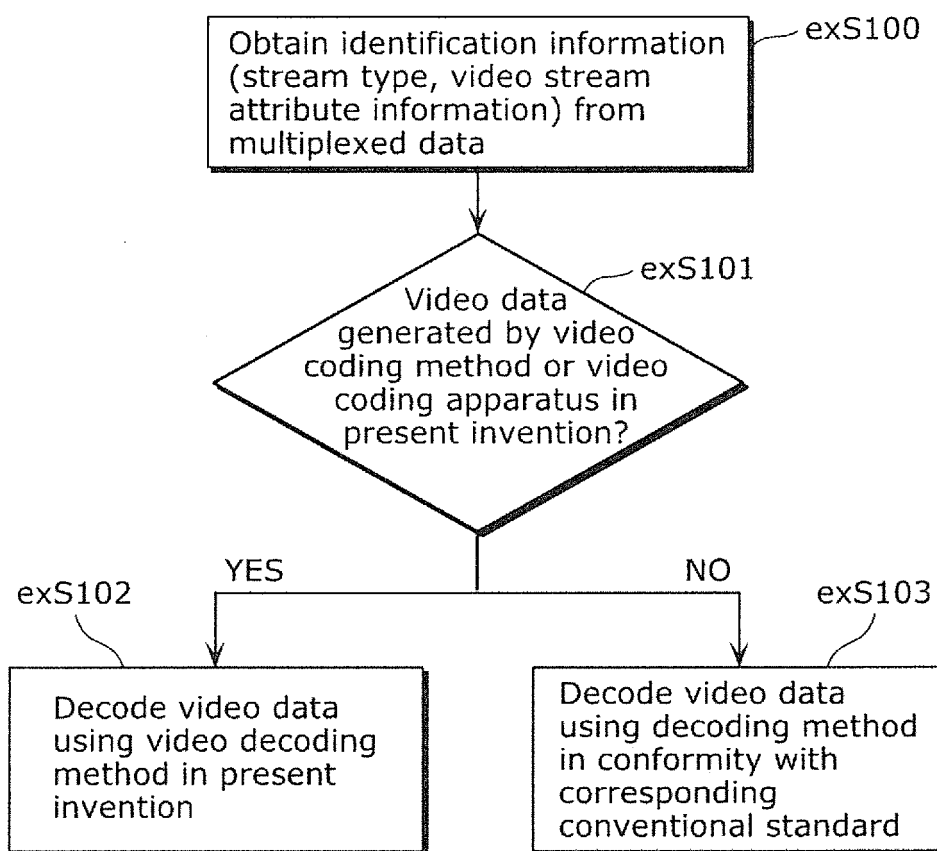 exS100
Obtain identification information
(stream type, video stream
attribute information) from
multiplexed data
exS101
Video data
generated by video
coding method or video
coding apparatus in
present invention?
YES
NO
exS102
exS103
Decode video data
using video decoding
method in present
invention
Decode video data
using decoding method
in conformity with
corresponding
conventional standard